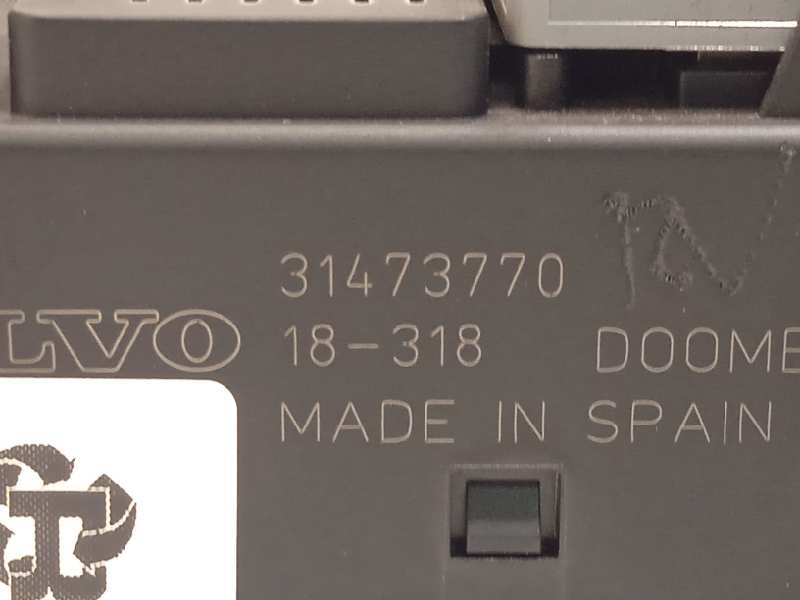 31473770
LVO
18-318 DOOME
MADE IN SPAIN